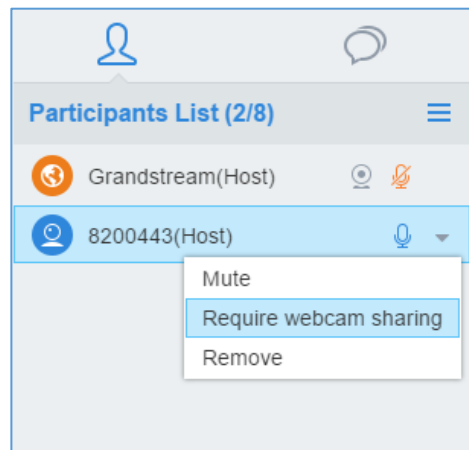 Participants List (2/8)
Grandstream(Host)
8200443(Host)
Mute
Require webcam sharing
Remove